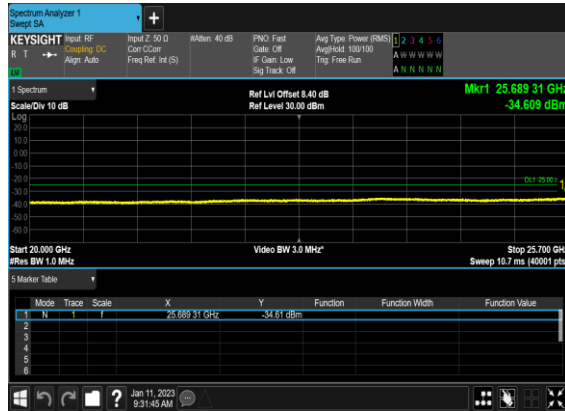 Spectrum Analyzer 1
Swept SA
+
KEYSIGHT Input: RF Input Z: 50 Ω #Atten: 40 dB PNO: Fast Avg Type: Power (RMS) 1 2 3 4 5 6
R T Coupling: DC Corr CCorr Gate: Off Avg|Hold: 100/100 A W W W W W
Align: Auto Freq Ref: Int (S) IF Gain: Low Trig: Free Run
LW Sig Track: Off A N N N N N
1 Spectrum Ref Lvl Offset 8.40 dB Mkr1 25.689 31 GHz
Scale/Div 10 dB Ref Level 30.00 dBm -34.609 dBm
Log
20.0
10.0
0.00
-10.0
DL1 -25.00
-20.0
1
-30.0
-40.0
-50.0
-60.0
Start 20.000 GHz Video BW 3.0 MHz* Stop 25.700 GHz
#Res BW 1.0 MHz Sweep 10.7 ms (40001 pts
5 Marker Table
Mode Trace Scale X Y Function Function Width Function Value
1 N 1 f 25.689 31 GHz -34.61 dBm
2
3
4
5
6
? Jan 11, 2023
9:31:45 AM